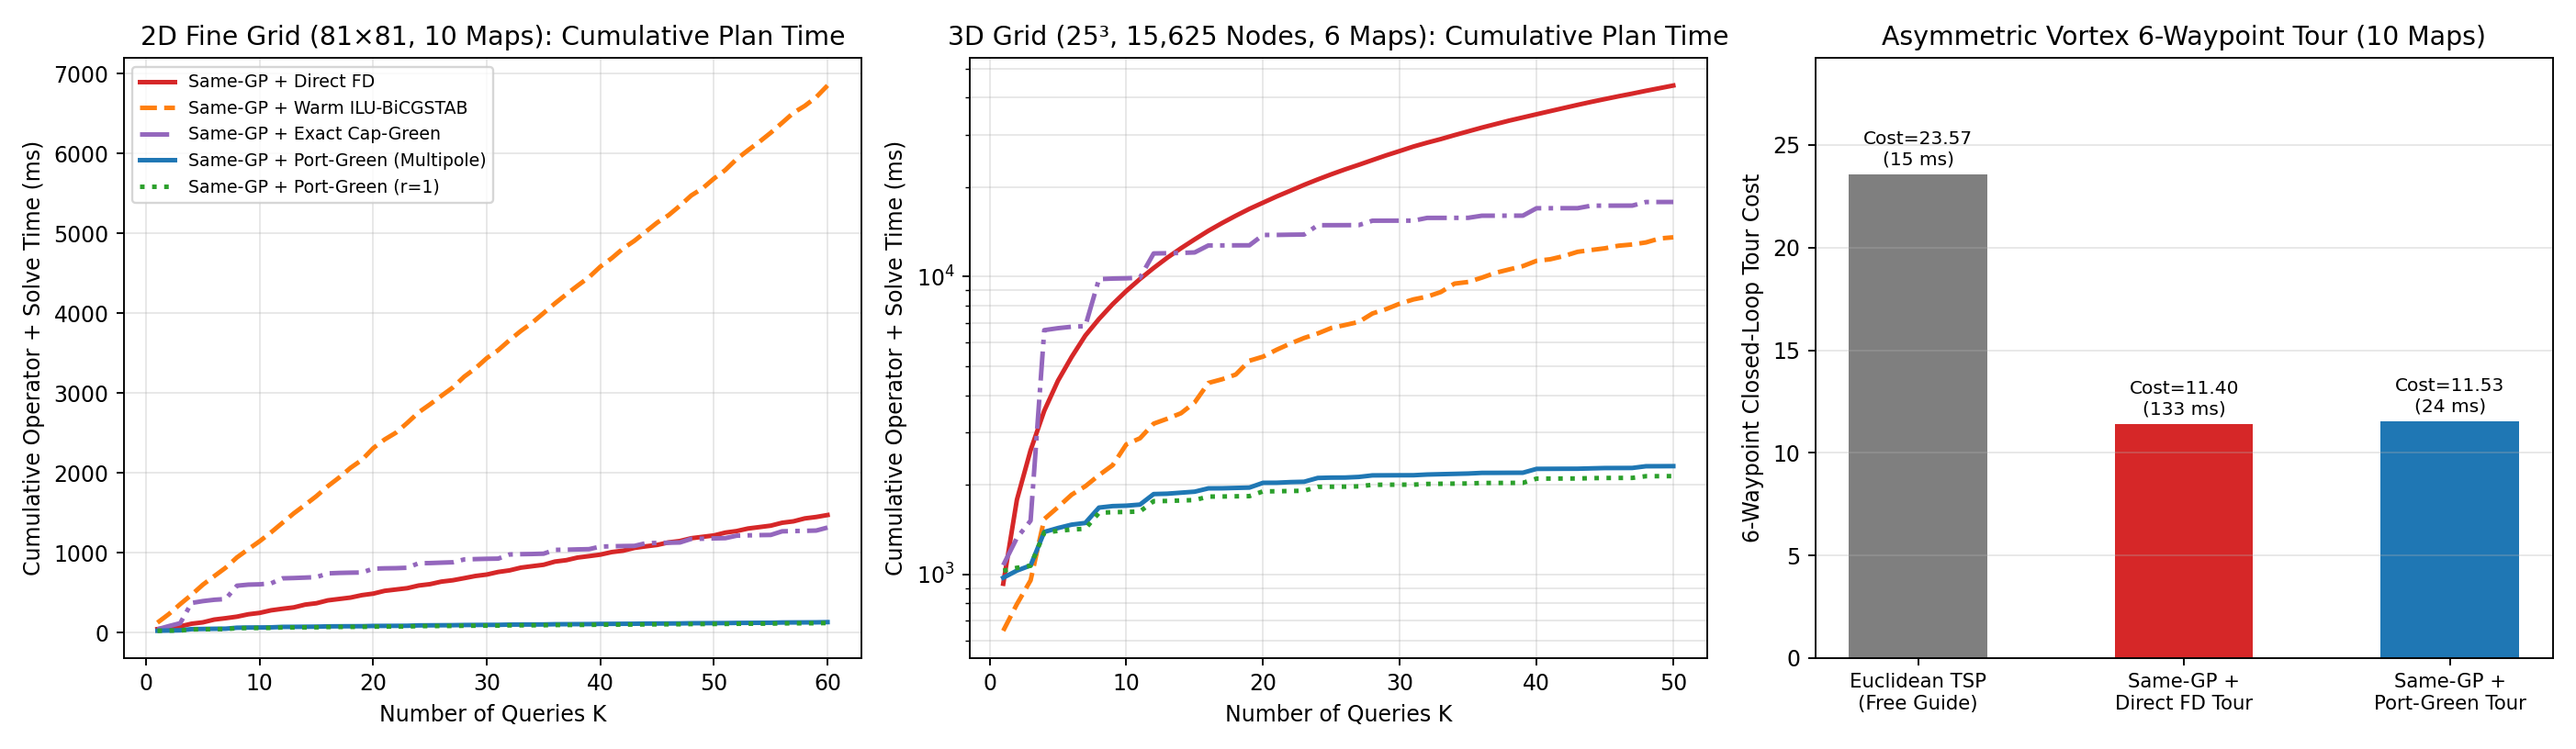 2D Fine Grid (81×81, 10 Maps): Cumulative Plan Time
Cumulative Operator + Solve Time (ms)
7000
6000
5000
4000
3000
2000
1000
0
Same-GP + Direct FD
Same-GP + Warm ILU-BiCGSTAB
Same-GP + Exact Cap-Green
Same-GP + Port-Green (Multipole)
Same-GP + Port-Green (r=1)
0 10 20 30 40 50 60
Number of Queries K
3D Grid (25³, 15,625 Nodes, 6 Maps): Cumulative Plan Time
Cumulative Operator + Solve Time (ms)
10⁴
10³
0 10 20 30 40 50
Number of Queries K
Asymmetric Vortex 6-Waypoint Tour (10 Maps)
6-Waypoint Closed-Loop Tour Cost
25
20
15
10
5
0
Cost=23.57
(15 ms)
Cost=11.40
(133 ms)
Cost=11.53
(24 ms)
Euclidean TSP
(Free Guide)
Same-GP +
Direct FD Tour
Same-GP +
Port-Green Tour